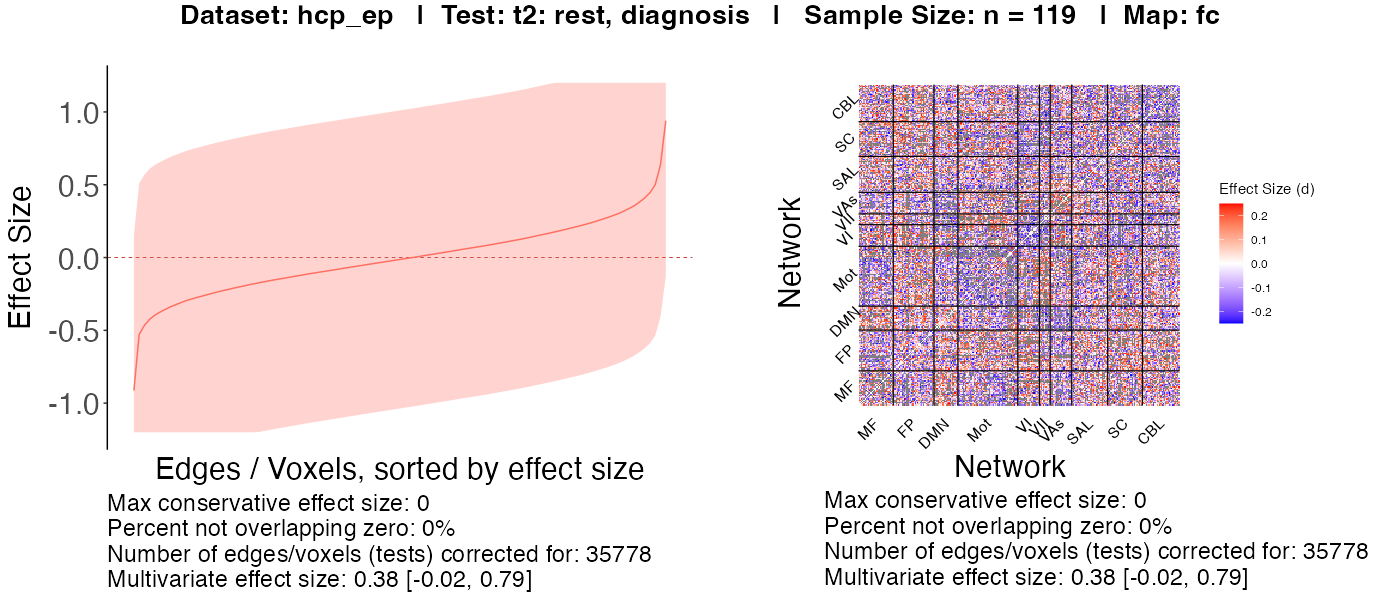 Dataset: hcp_ep | Test: t2: rest, diagnosis | Sample Size: n = 119 | Map: fc
Effect Size
1.0
0.5
0.0
-0.5
-1.0
Edges / Voxels, sorted by effect size
Max conservative effect size: 0
Percent not overlapping zero: 0%
Number of edges/voxels (tests) corrected for: 35778
Multivariate effect size: 0.38 [-0.02, 0.79]
Network
CBL
SC
SAL
VAs
VII
VI
Mot
DMN
FP
MF
MF
FP
DMN
Mot
VI
VII
VAs
SAL
SC
CBL
Network
Effect Size (d)
0.2
0.1
0.0
-0.1
-0.2
Max conservative effect size: 0
Percent not overlapping zero: 0%
Number of edges/voxels (tests) corrected for: 35778
Multivariate effect size: 0.38 [-0.02, 0.79]